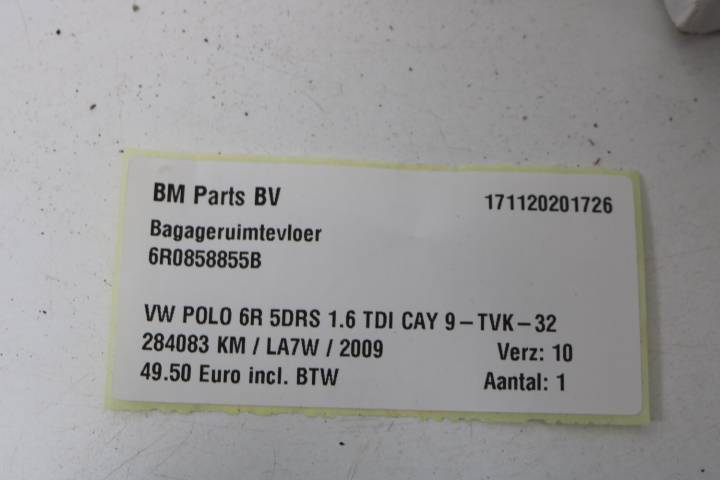 BM Parts BV 171120201726
Bagageruimtevloer
6R0858855B
VW POLO 6R 5DRS 1.6 TDI CAY 9-TVK-32
284083 KM / LA7W / 2009 Verz: 10
49.50 Euro incl. BTW Aantal: 1